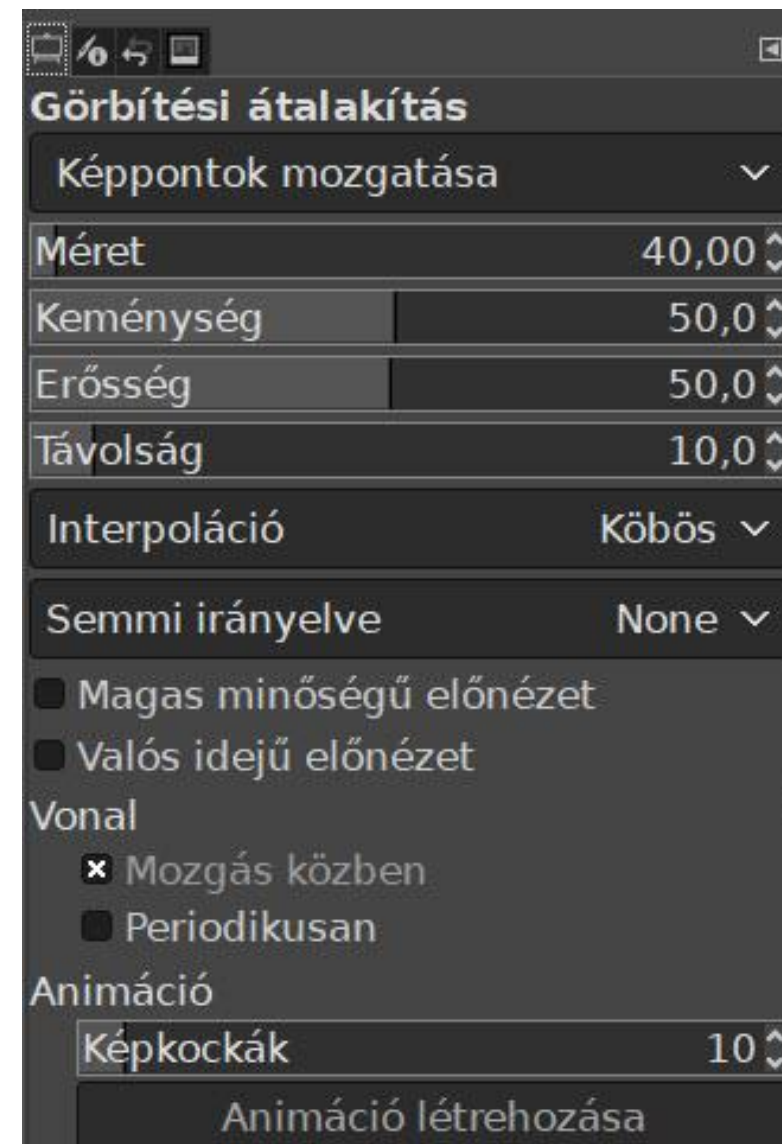 Görbítési átalakítás
Képpontok mozgatása
Méret 40,00
Keménység 50,0
Erősség 50,0
Távolság 10,0
Interpoláció Köbös
Semmi irányelve None
Magas minőségű előnézet
Valós idejű előnézet
Vonal
Mozgás közben
Periodikusan
Animáció
Képkockák 10
Animáció létrehozása